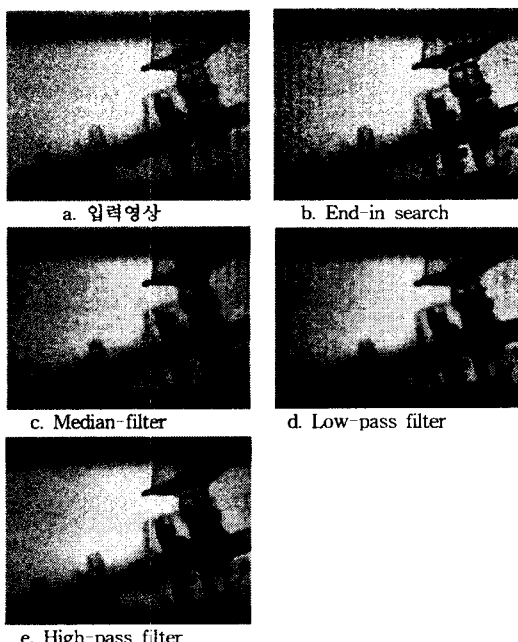 a. 입력영상
b. End-in search
c. Median-filter
d. Low-pass filter
e. High-pass filter